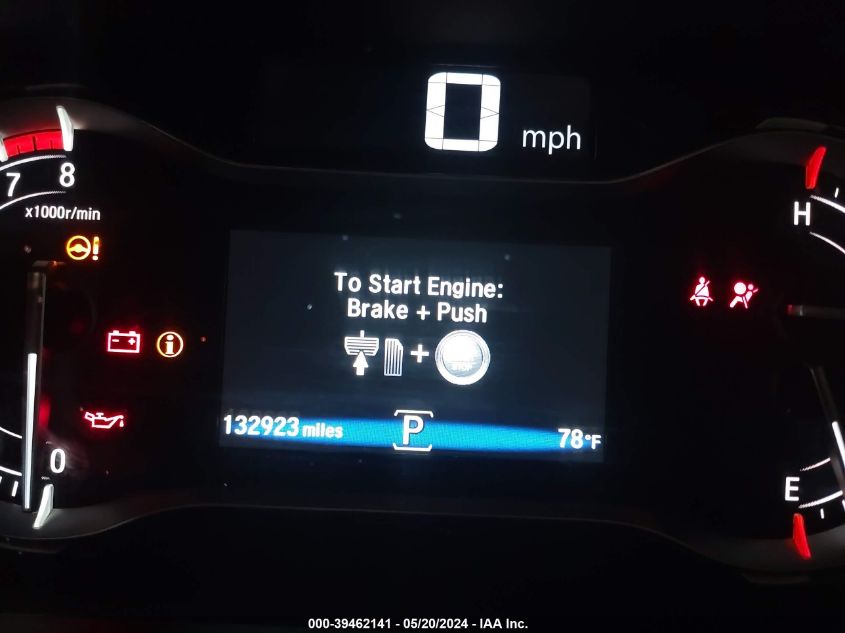 0 mph
7 8
x1000r/min
H
To Start Engine:
Brake + Push
+
STOP
132923 miles
P
78°F
0
E
000-39462141 - 05/20/2024 - IAA Inc.